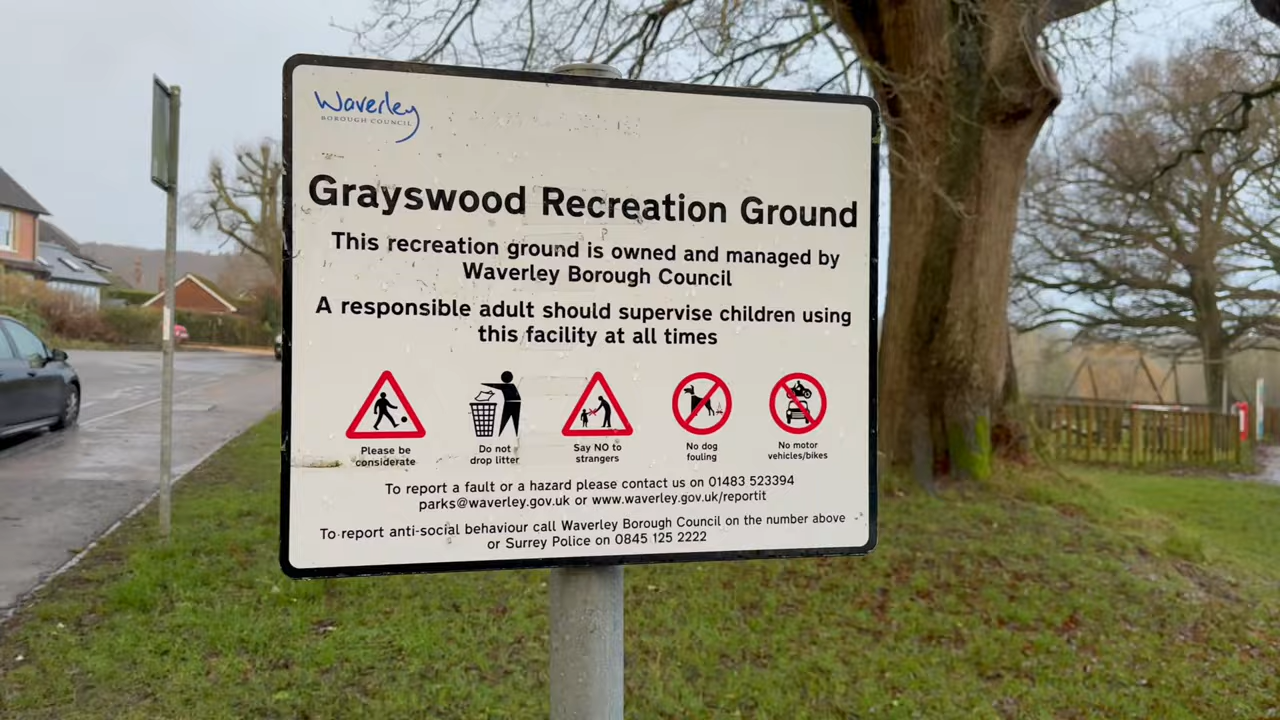 Waverley
BOROUGH COUNCIL
Grayswood Recreation Ground
This recreation ground is owned and managed by
Waverley Borough Council
A responsible adult should supervise children using
this facility at all times
Please be
considerate
Do not
drop litter
Say NO to
strangers
No dog
fouling
No motor
vehicles/bikes
To report a fault or a hazard please contact us on 01483 523394
parks@waverley.gov.uk or www.waverley.gov.uk/reportit
To report anti-social behaviour call Waverley Borough Council on the number above
or Surrey Police on 0845 125 2222